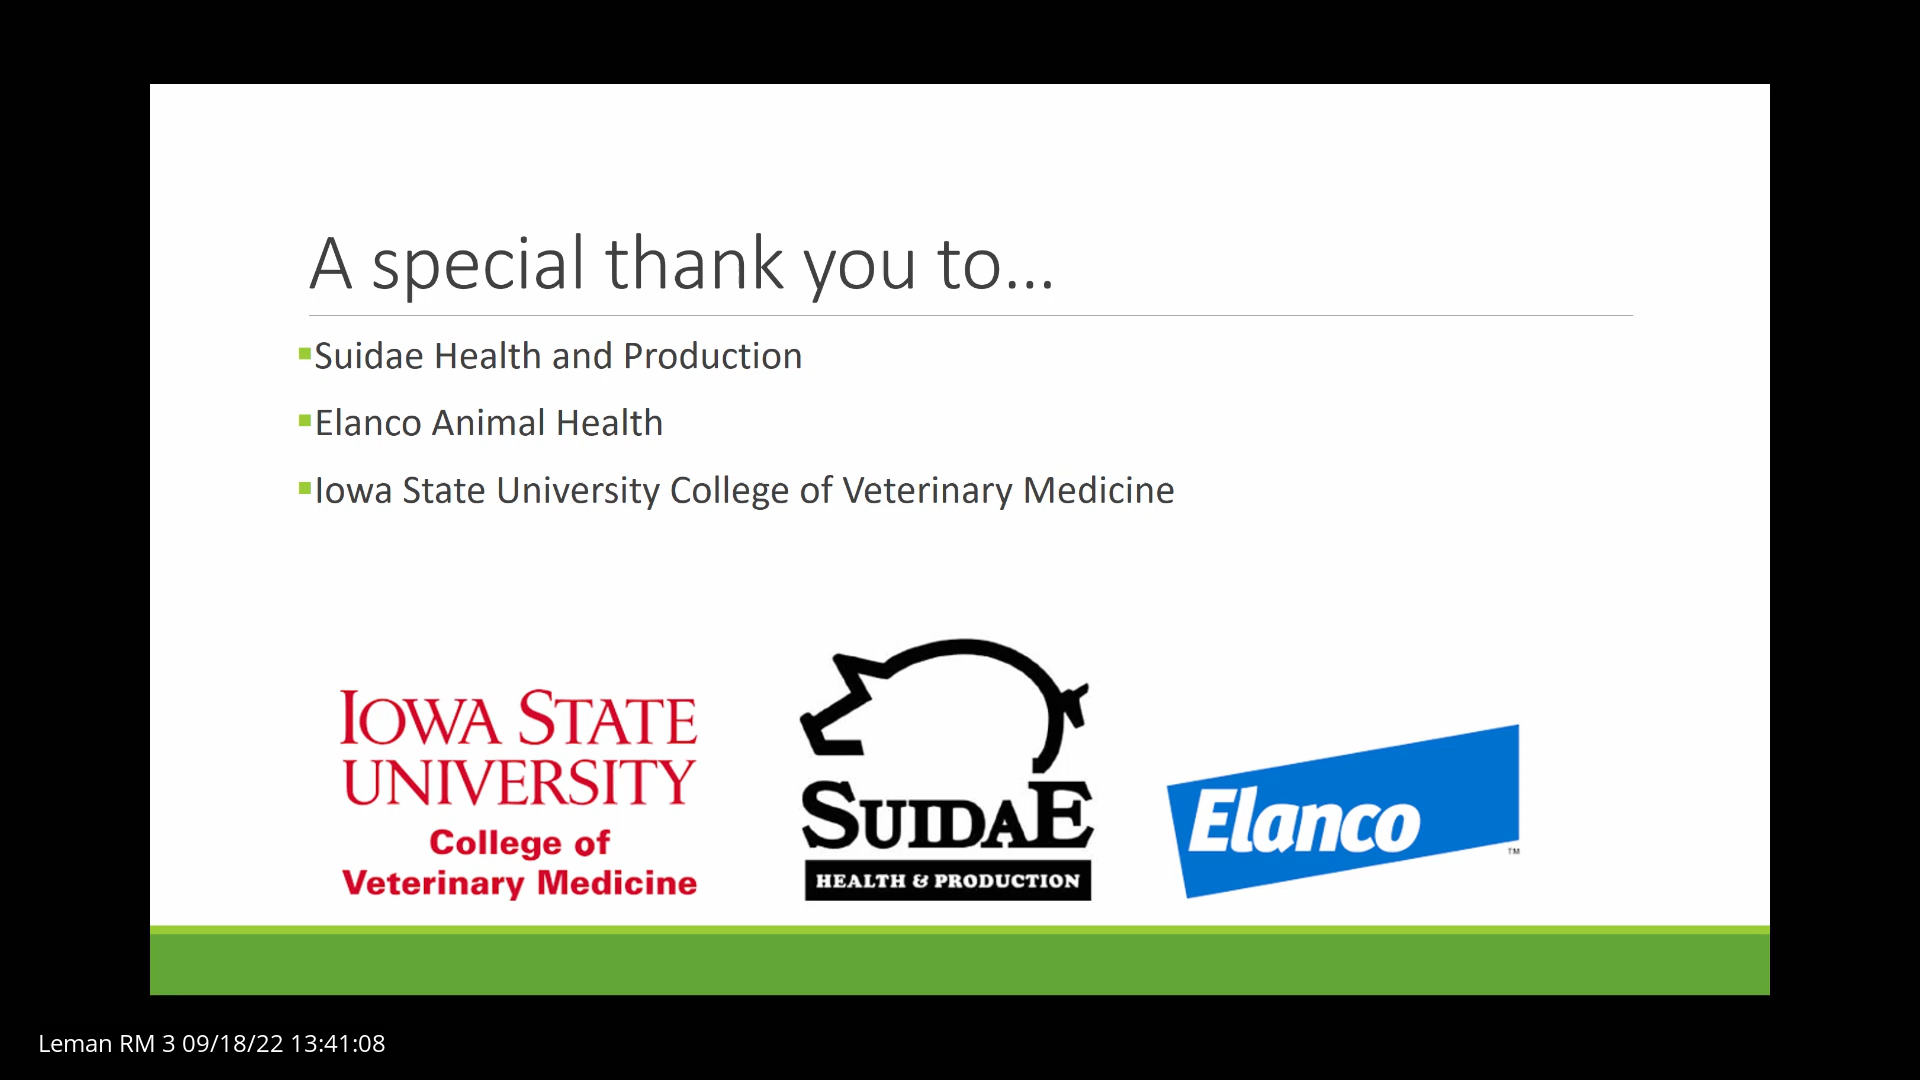 A special thank you to...
▪Suidae Health and Production
▪Elanco Animal Health
▪Iowa State University College of Veterinary Medicine
IOWA STATE
UNIVERSITY
College of
Veterinary Medicine
SUIDAE
HEALTH & PRODUCTION
Elanco
TM
Leman RM 3 09/18/22 13:41:08